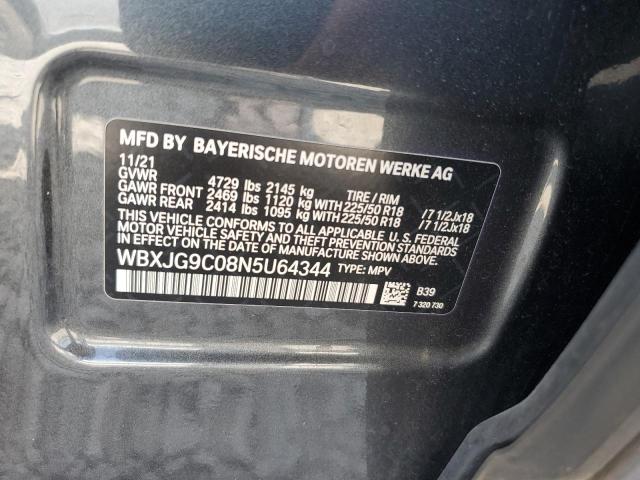 MFD BY BAYERISCHE MOTOREN WERKE AG
11/21
GVWR 4729 lbs 2145 kg TIRE / RIM
GAWR FRONT 2469 lbs 1120 kg WITH 225/50 R18 /7 1/2Jx18
GAWR REAR 2414 lbs 1095 kg WITH 225/50 R18 /7 1/2Jx18
THIS VEHICLE CONFORMS TO ALL APPLICABLE U.S. FEDERAL
MOTOR VEHICLE SAFETY AND THEFT PREVENTION STANDARDS
IN EFFECT ON THE DATE OF MANUFACTURE SHOWN ABOVE.
WBXJG9C08N5U64344 TYPE: MPV
B39
7 320 730